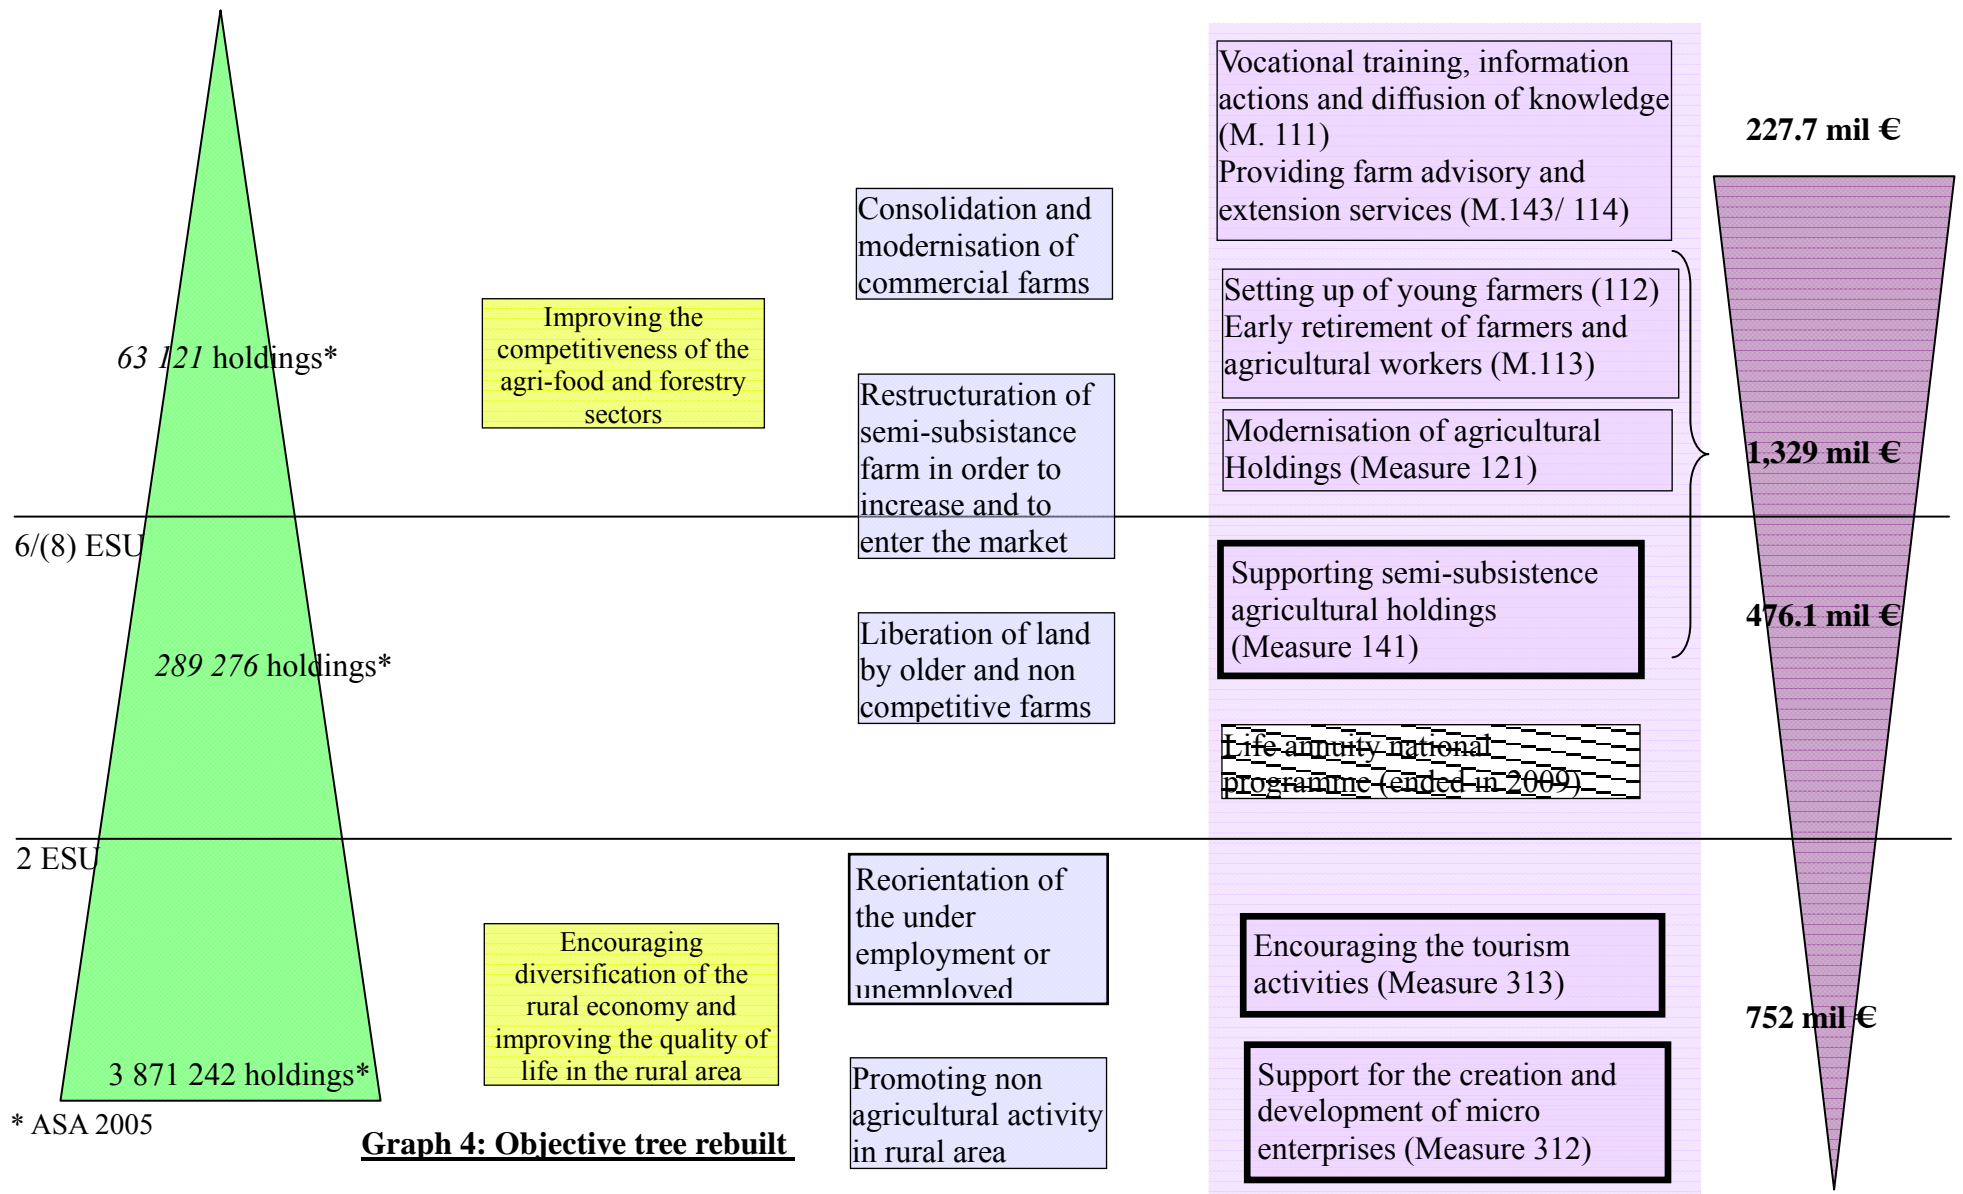 Vocational training, information
actions and diffusion of knowledge
(M. 111)
Providing farm advisory and
extension services (M.143/ 114)
227.7 mil €
Consolidation and
modernisation of
commercial farms
Setting up of young farmers (112)
Early retirement of farmers and
agricultural workers (M.113)
Improving the
competitiveness of the
agri-food and forestry
sectors
63 121 holdings*
Restructuration of
semi-subsistance
farm in order to
increase and to
enter the market
Modernisation of agricultural
Holdings (Measure 121)
1,329 mil €
6/(8) ESU
Supporting semi-subsistence
agricultural holdings
(Measure 141)
476.1 mil €
289 276 holdings*
Liberation of land
by older and non
competitive farms
Life annuity national
programme (ended in 2009)
2 ESU
Reorientation of
the under
employment or
unemployed
Encouraging
diversification of the
rural economy and
improving the quality of
life in the rural area
Encouraging the tourism
activities (Measure 313)
752 mil €
3 871 242 holdings*
Promoting non
agricultural activity
in rural area
Support for the creation and
development of micro
enterprises (Measure 312)
* ASA 2005
Graph 4: Objective tree rebuilt